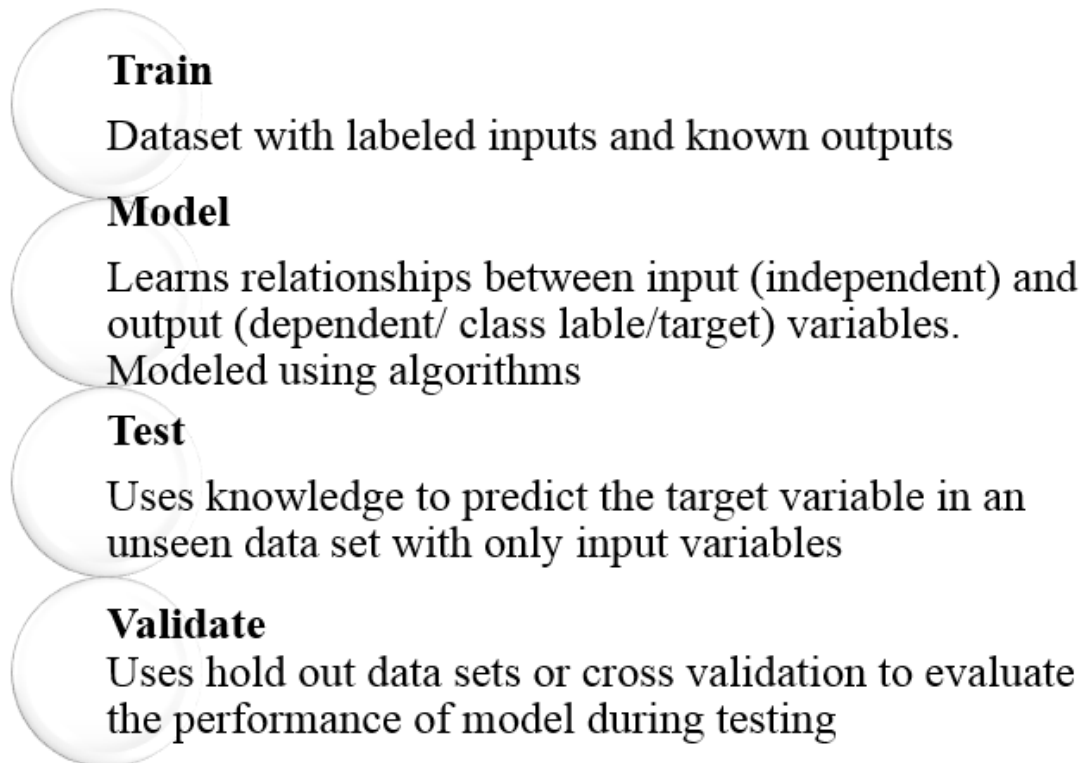 Train
Dataset with labeled inputs and known outputs
Model
Learns relationships between input (independent) and
output (dependent/ class lable/target) variables.
Modeled using algorithms
Test
Uses knowledge to predict the target variable in an
unseen data set with only input variables
Validate
Uses hold out data sets or cross validation to evaluate
the performance of model during testing